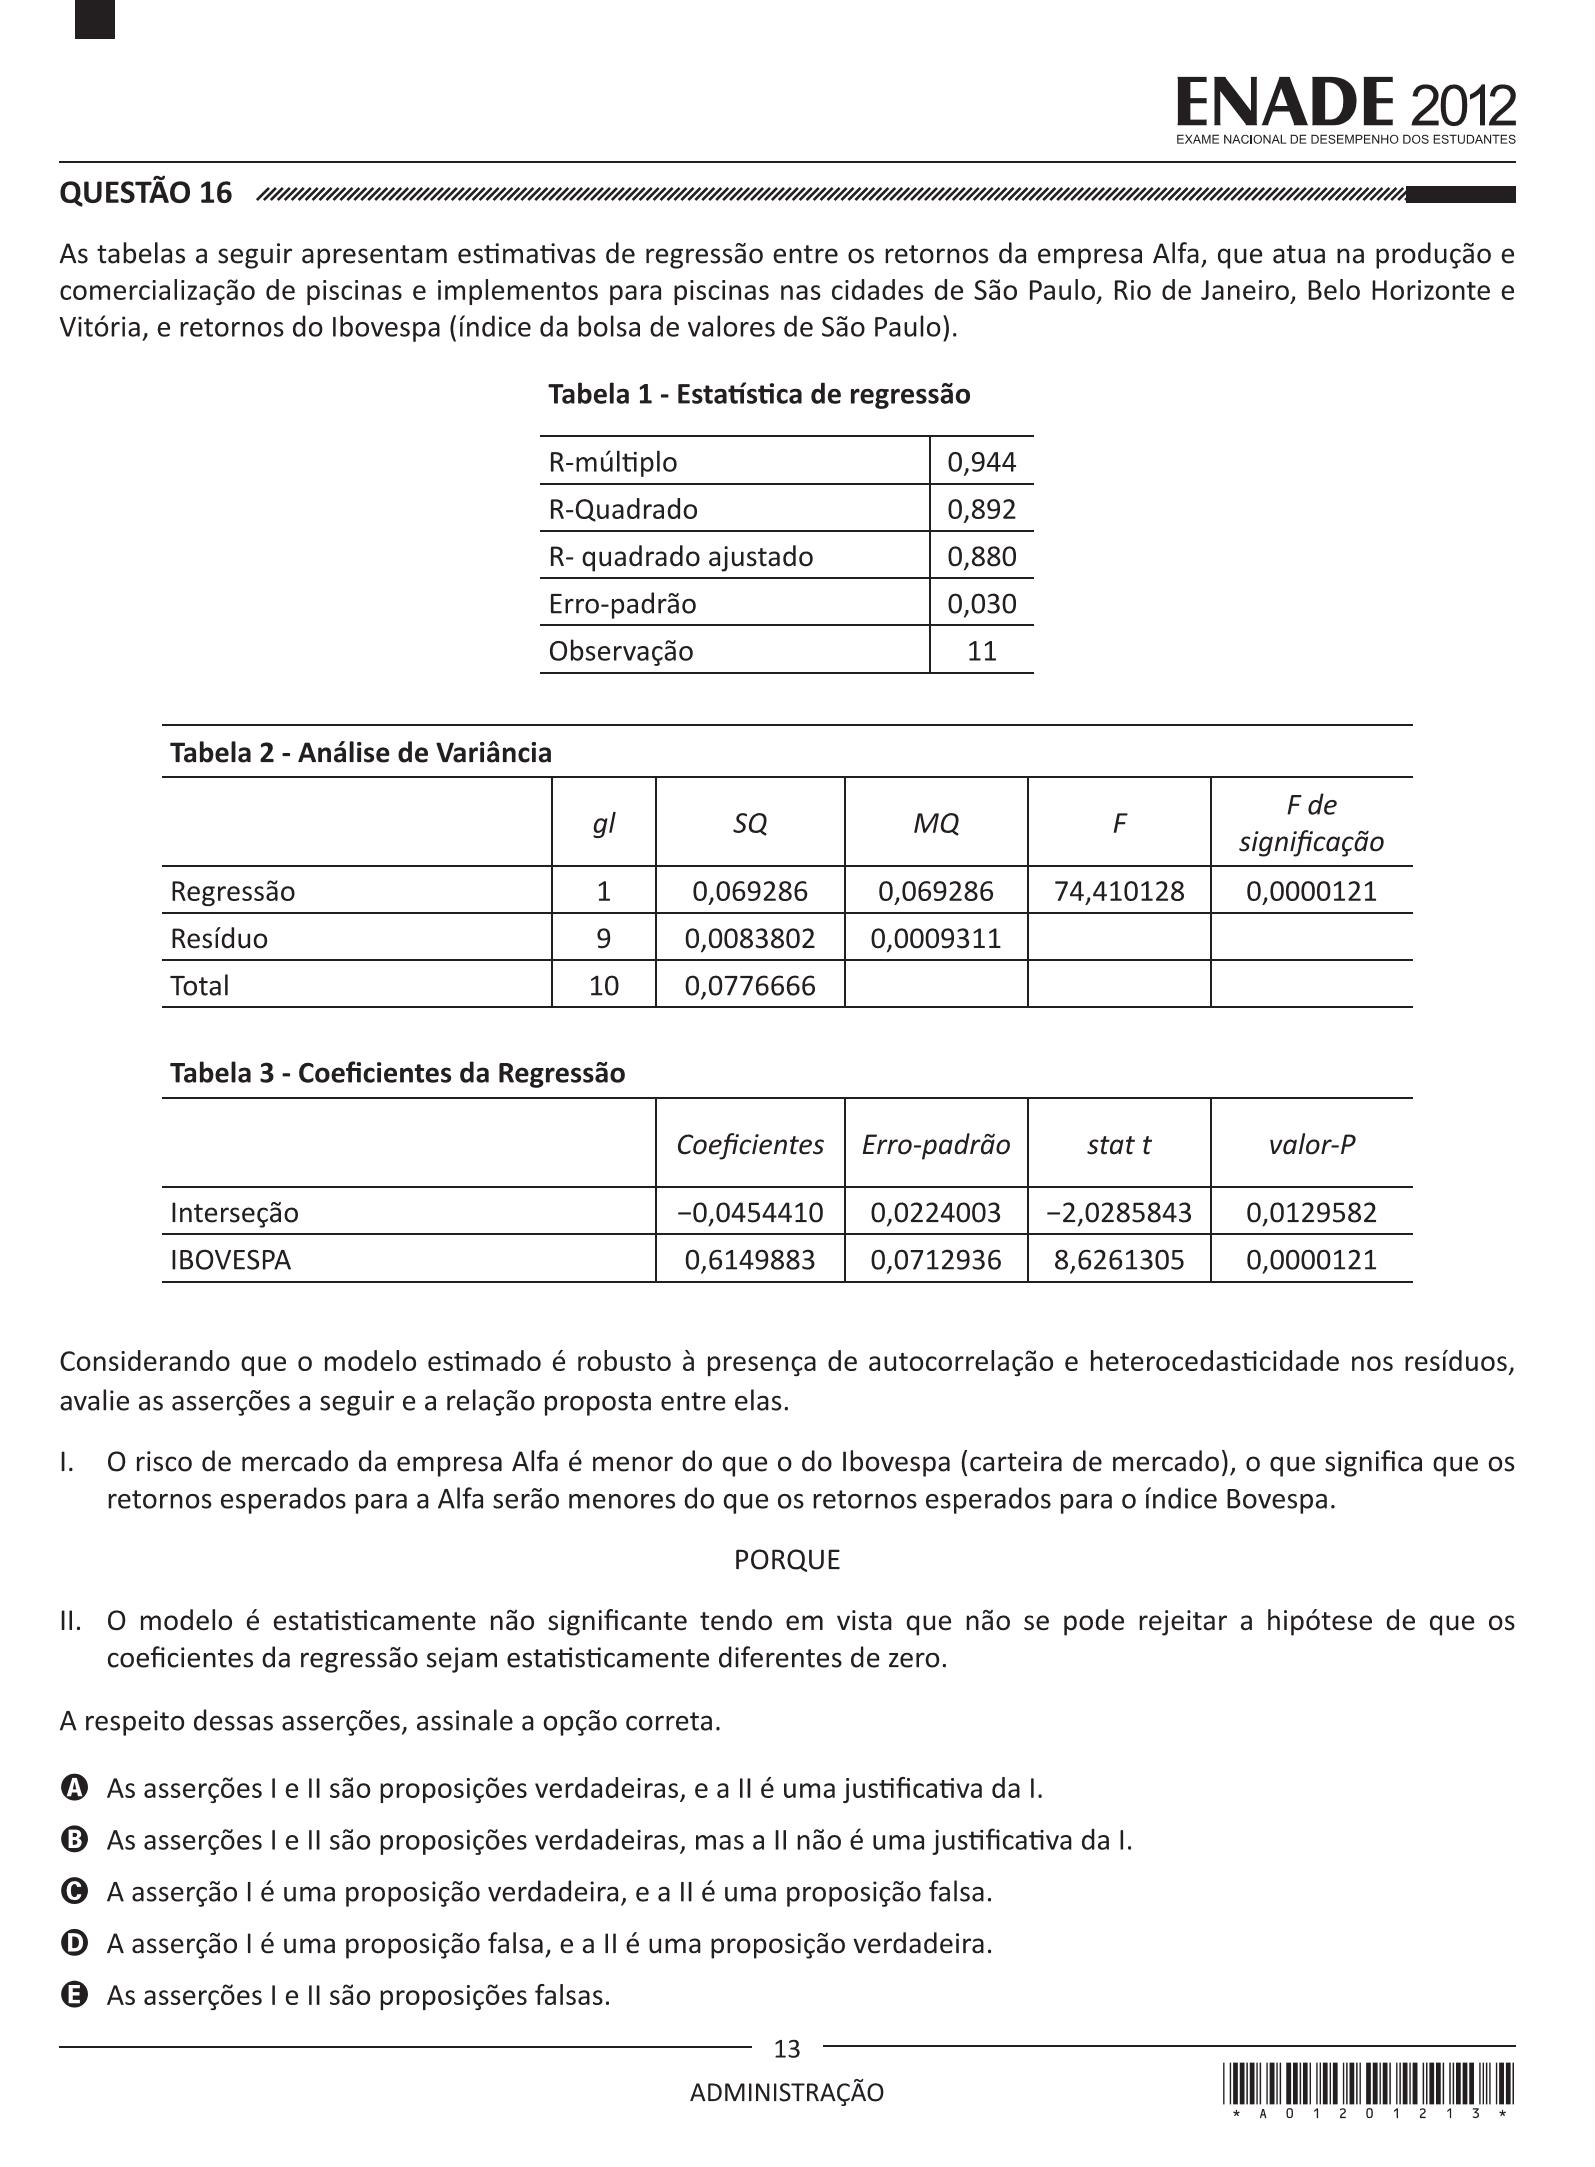 ENADE 2012
EXAME NACIONAL DE DESEMPENHO DOS ESTUDANTES
QUESTÃO 16
As tabelas a seguir apresentam estimativas de regressão entre os retornos da empresa Alfa, que atua na produção e
comercialização de piscinas e implementos para piscinas nas cidades de São Paulo, Rio de Janeiro, Belo Horizonte e
Vitória, e retornos do Ibovespa (índice da bolsa de valores de São Paulo).
Tabela 1 - Estatística de regressão
R-múltiplo 0,944
R-Quadrado 0,892
R- quadrado ajustado 0,880
Erro-padrão 0,030
Observação 11
Tabela 2 - Análise de Variância
gl SQ MQ F F de
significação
Regressão 1 0,069286 0,069286 74,410128 0,0000121
Resíduo 9 0,0083802 0,0009311
Total 10 0,0776666
Tabela 3 - Coeficientes da Regressão
Coeficientes Erro-padrão stat t valor-P
Interseção −0,0454410 0,0224003 −2,0285843 0,0129582
IBOVESPA 0,6149883 0,0712936 8,6261305 0,0000121
Considerando que o modelo estimado é robusto à presença de autocorrelação e heterocedasticidade nos resíduos,
avalie as asserções a seguir e a relação proposta entre elas.
I. O risco de mercado da empresa Alfa é menor do que o do Ibovespa (carteira de mercado), o que significa que os
retornos esperados para a Alfa serão menores do que os retornos esperados para o índice Bovespa.
PORQUE
II. O modelo é estatisticamente não significante tendo em vista que não se pode rejeitar a hipótese de que os
coeficientes da regressão sejam estatisticamente diferentes de zero.
A respeito dessas asserções, assinale a opção correta.
A As asserções I e II são proposições verdadeiras, e a II é uma justificativa da I.
B As asserções I e II são proposições verdadeiras, mas a II não é uma justificativa da I.
C A asserção I é uma proposição verdadeira, e a II é uma proposição falsa.
D A asserção I é uma proposição falsa, e a II é uma proposição verdadeira.
E As asserções I e II são proposições falsas.
13
ADMINISTRAÇÃO
* A 0 1 2 0 1 2 1 3 *